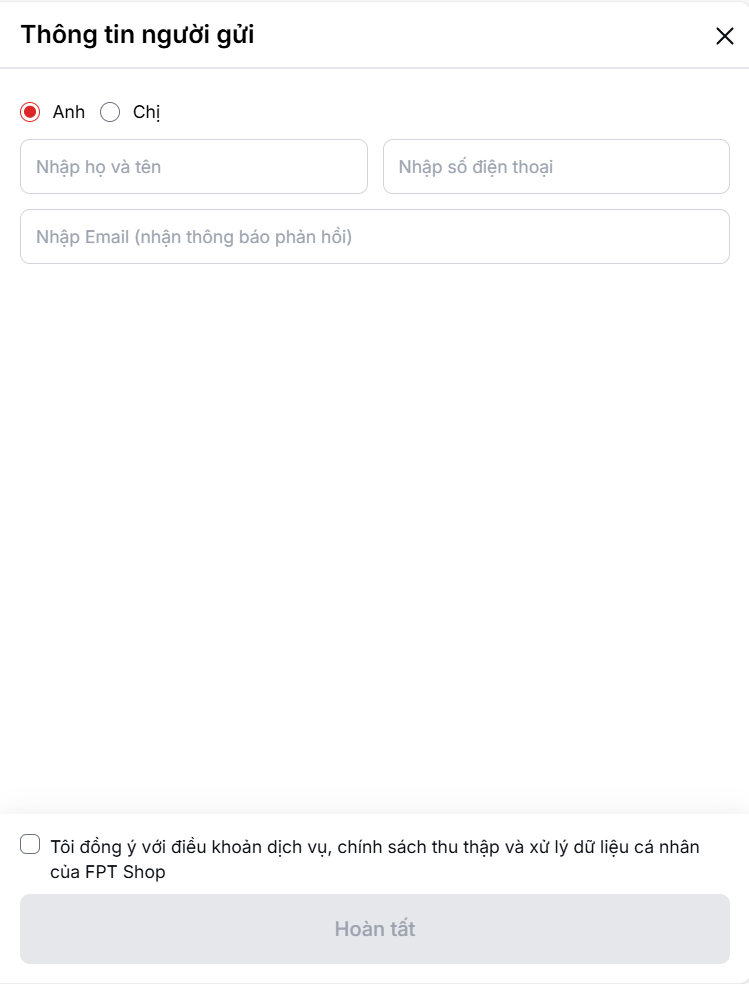 Thông tin người gửi
Anh Chị
Nhập họ và tên Nhập số điện thoại
Nhập Email (nhận thông báo phản hồi)
Tôi đồng ý với điều khoản dịch vụ, chính sách thu thập và xử lý dữ liệu cá nhân
của FPT Shop
Hoàn tất